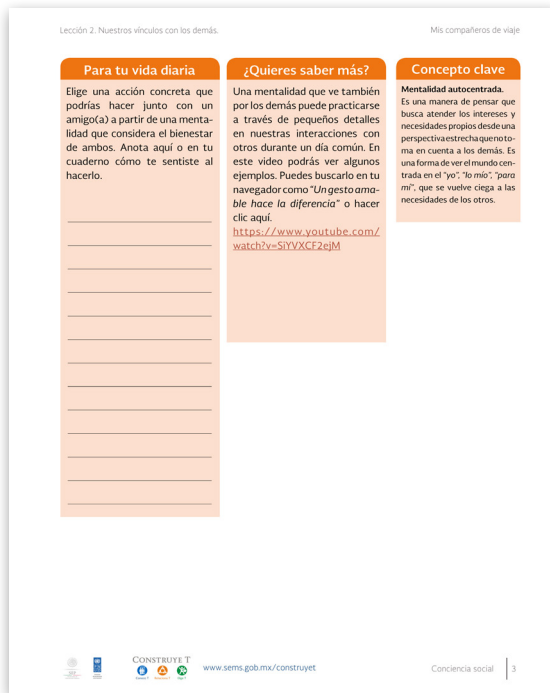 Lección 2. Nuestros vínculos con los demás.
Mis compañeros de viaje
Para tu vida diaria
Elige una acción concreta que
podrías hacer junto con un
amigo(a) a partir de una menta-
lidad que considera el bienestar
de ambos. Anota aquí o en tu
cuaderno cómo te sentiste al
hacerlo.
¿Quieres saber más?
Una mentalidad que ve también
por los demás puede practicarse
a través de pequeños detalles
en nuestras interacciones con
otros durante un día común. En
este video podrás ver algunos
ejemplos. Puedes buscarlo en tu
navegador como “Un gesto ama-
ble hace la diferencia” o hacer
clic aquí.
https://www.youtube.com/
watch?v=SiYVXCF2ejM
Concepto clave
Mentalidad autocentrada.
Es una manera de pensar que
busca atender los intereses y
necesidades propios desde una
perspectiva estrecha que no to-
ma en cuenta a los demás. Es
una forma de ver el mundo cen-
trada en el “yo”, “lo mío”, “para
mí”, que se vuelve ciega a las
necesidades de los otros.
CONSTRUYE T
www.sems.gob.mx/construyet
Conciencia social
3